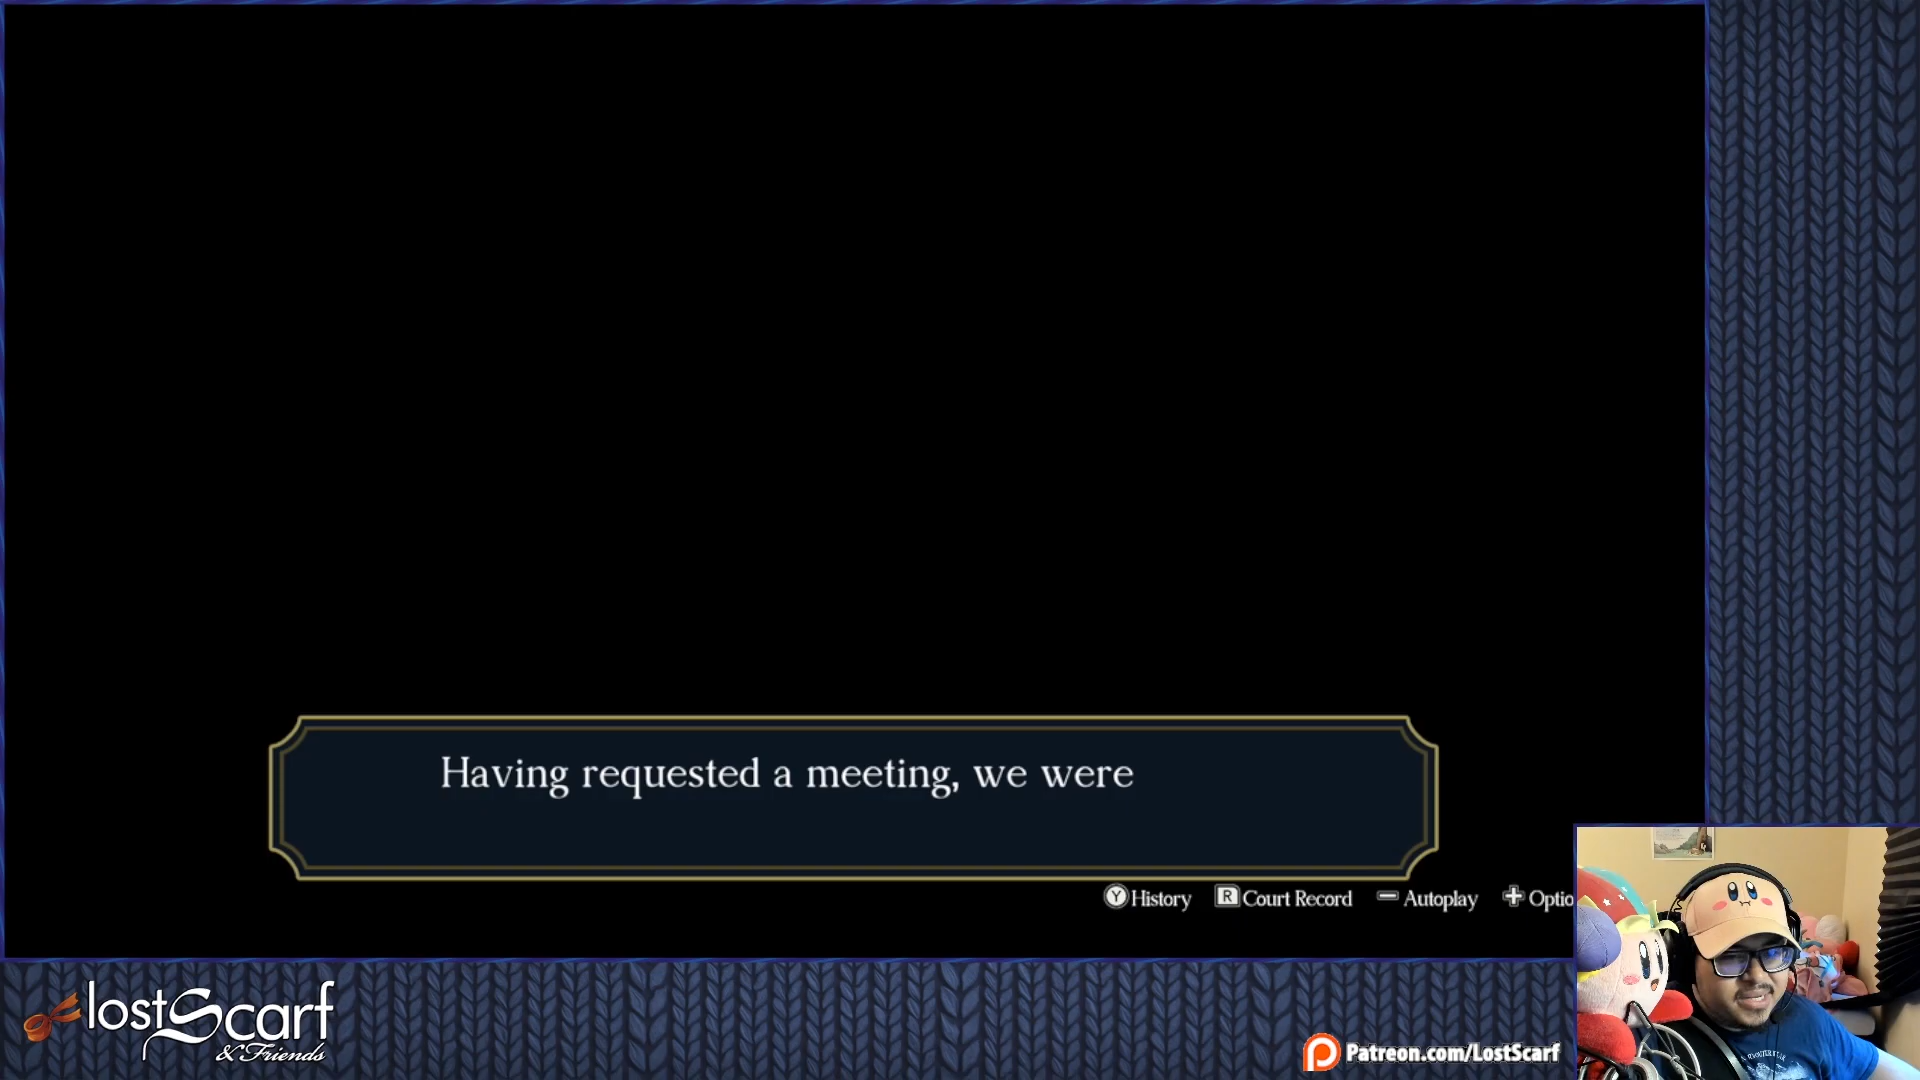 Having requested a meeting, we were
Y History R Court Record Autoplay Optio
lostScarf
& Friends
Patreon.com/LostScarf